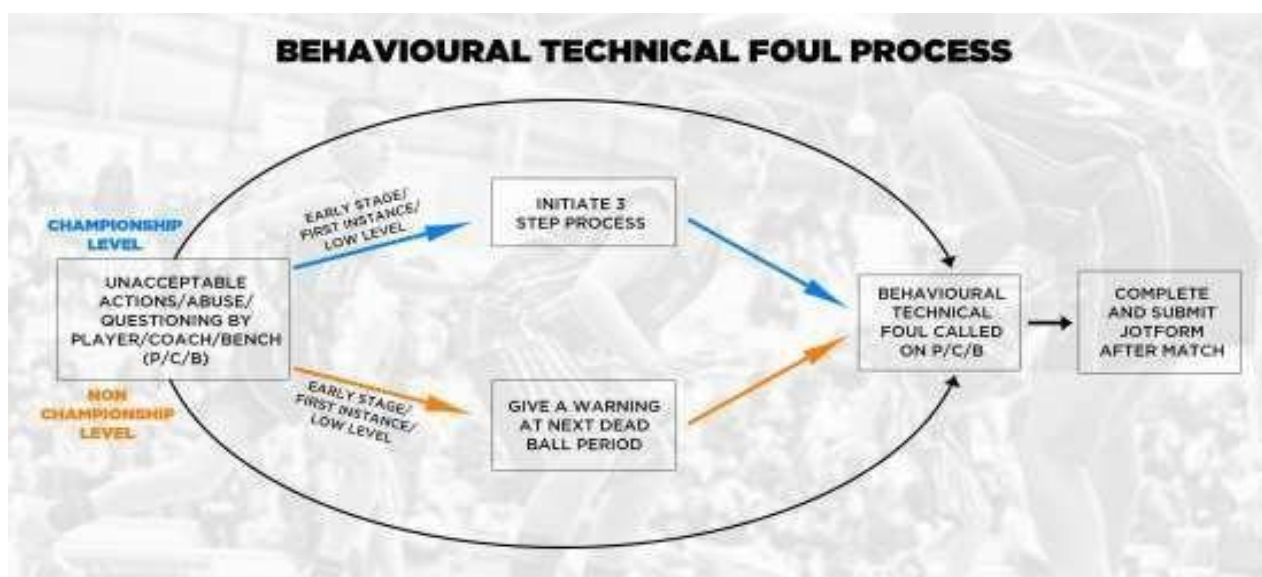 BEHAVIOURAL TECHNICAL FOUL PROCESS
CHAMPIONSHIP
LEVEL
UNACCEPTABLE
ACTIONS/ABUSE/
QUESTIONING BY
PLAYER/COACH/BENCH
(P/C/B)
NON
CHAMPIONSHIP
LEVEL
EARLY STAGE/
FIRST INSTANCE/
LOW LEVEL
INITIATE 3
STEP PROCESS
EARLY STAGE/
FIRST INSTANCE/
LOW LEVEL
GIVE A WARNING
AT NEXT DEAD
BALL PERIOD
BEHAVIOURAL
TECHNICAL
FOUL CALLED
ON P/C/B
COMPLETE
AND SUBMIT
JOTFORM
AFTER MATCH